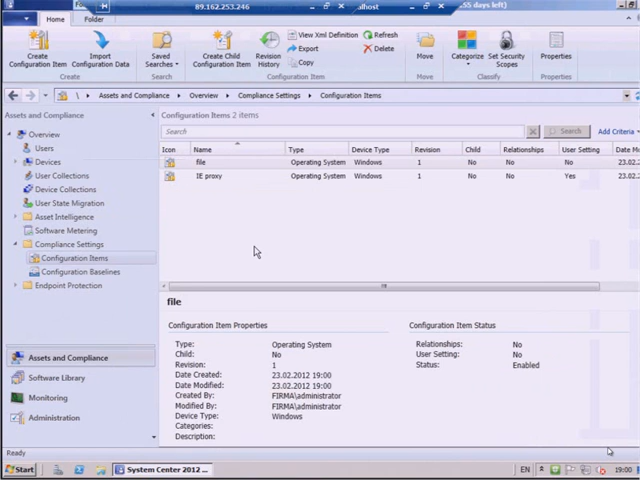 89.162.253.246
alhost
55 days left)
Home
Folder
Create Configuration Item
Import Configuration Data
Saved Searches
Create Child Configuration Item
Revision History
View Xml Definition
Export
Copy
Refresh
Delete
Move
Categorize
Set Security Scopes
Properties
Create
Search
Configuration Item
Move
Classify
Properties
\ Assets and Compliance Overview Compliance Settings Configuration Items
Assets and Compliance
Overview
Users
Devices
User Collections
Device Collections
User State Migration
Asset Intelligence
Software Metering
Compliance Settings
Configuration Items
Configuration Baselines
Endpoint Protection
Assets and Compliance
Software Library
Monitoring
Administration
Configuration Items 2 items
Search
Search
Add Criteria
Icon Name Type Device Type Revision Child Relationships User Setting Date M
file Operating System Windows 1 No No No 23.02.
IE proxy Operating System Windows 1 No No Yes 23.02.
file
Configuration Item Properties
Type: Operating System
Child: No
Revision: 1
Date Created: 23.02.2012 19:00
Date Modified: 23.02.2012 19:00
Created By: FIRMA\administrator
Modified By: FIRMA\administrator
Device Type: Windows
Categories:
Description:
Configuration Item Status
Relationships: No
User Setting: No
Status: Enabled
Ready
Start
System Center 2012 ...
EN
19:00